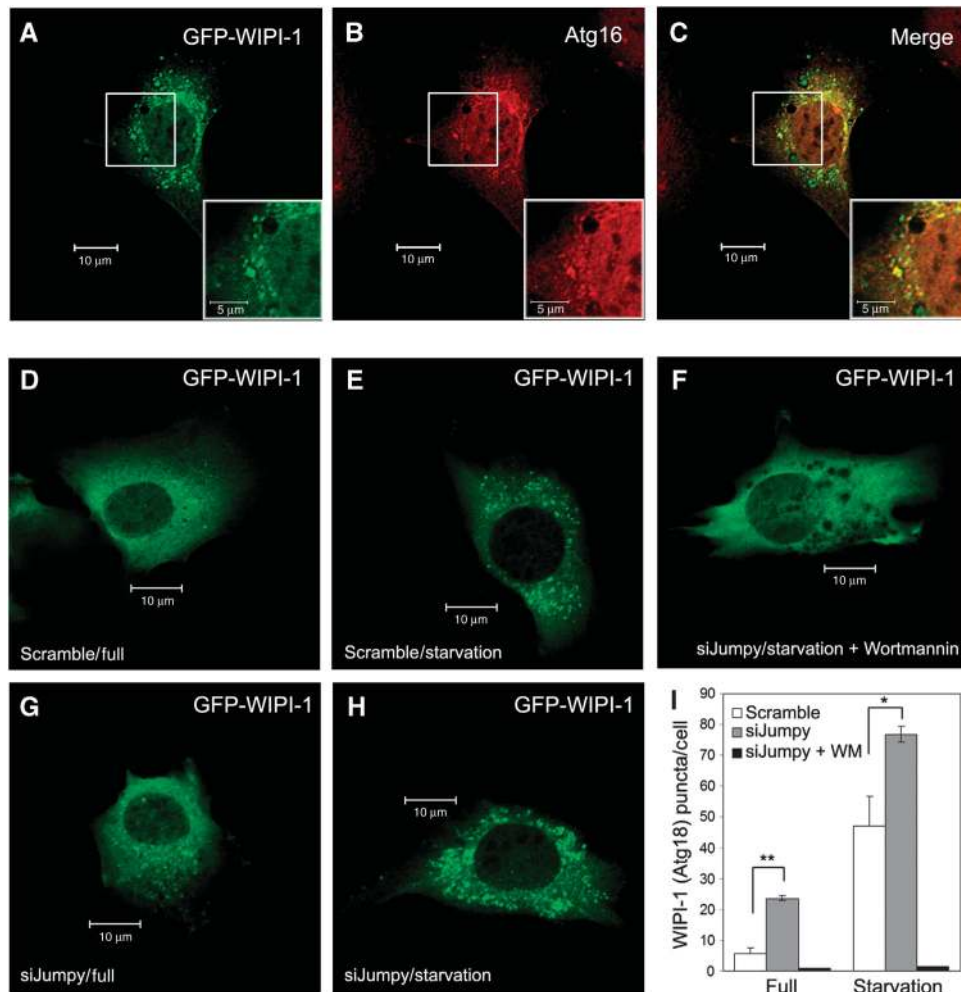 A GFP-WIPI-1
10 μm
5 μm
B Atg16
10 μm
5 μm
C Merge
10 μm
5 μm
D GFP-WIPI-1
10 μm
Scramble/full
E GFP-WIPI-1
10 μm
Scramble/starvation
F GFP-WIPI-1
10 μm
siJumpy/starvation + Wortmannin
G GFP-WIPI-1
10 μm
siJumpy/full
H GFP-WIPI-1
10 μm
siJumpy/starvation
I
WIPI-1 (Atg18) puncta/cell
90
80
70
60
50
40
30
20
10
0
Scramble
siJumpy
siJumpy + WM
**
*
Full Starvation